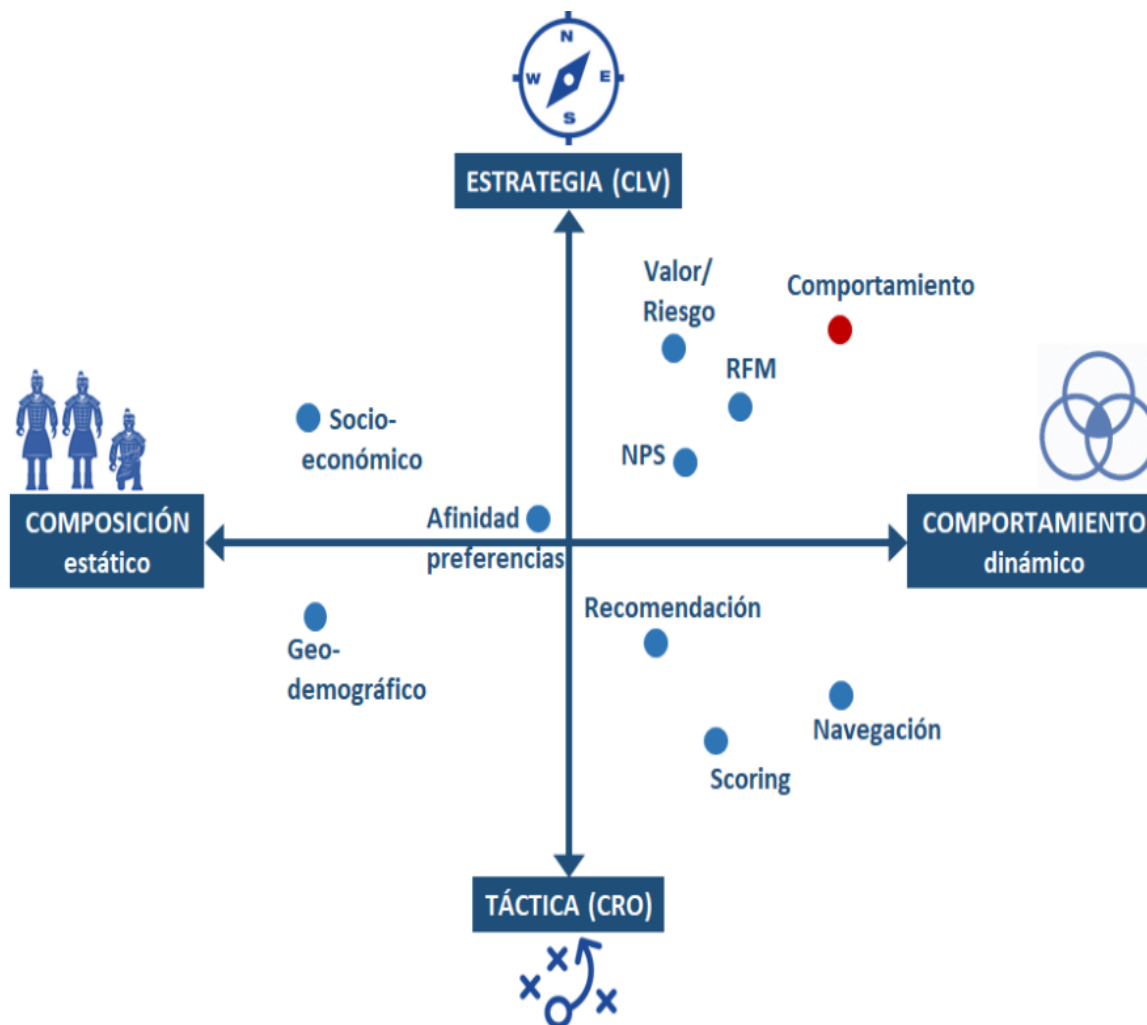 N
W E
S
ESTRATEGIA (CLV)
Valor/
Riesgo
Comportamiento
RFM
Socio-
económico
NPS
COMPOSICIÓN
estático
Afinidad
preferencias
COMPORTAMIENTO
dinámico
Recomendación
Geo-
demográfico
Navegación
Scoring
TÁCTICA (CRO)